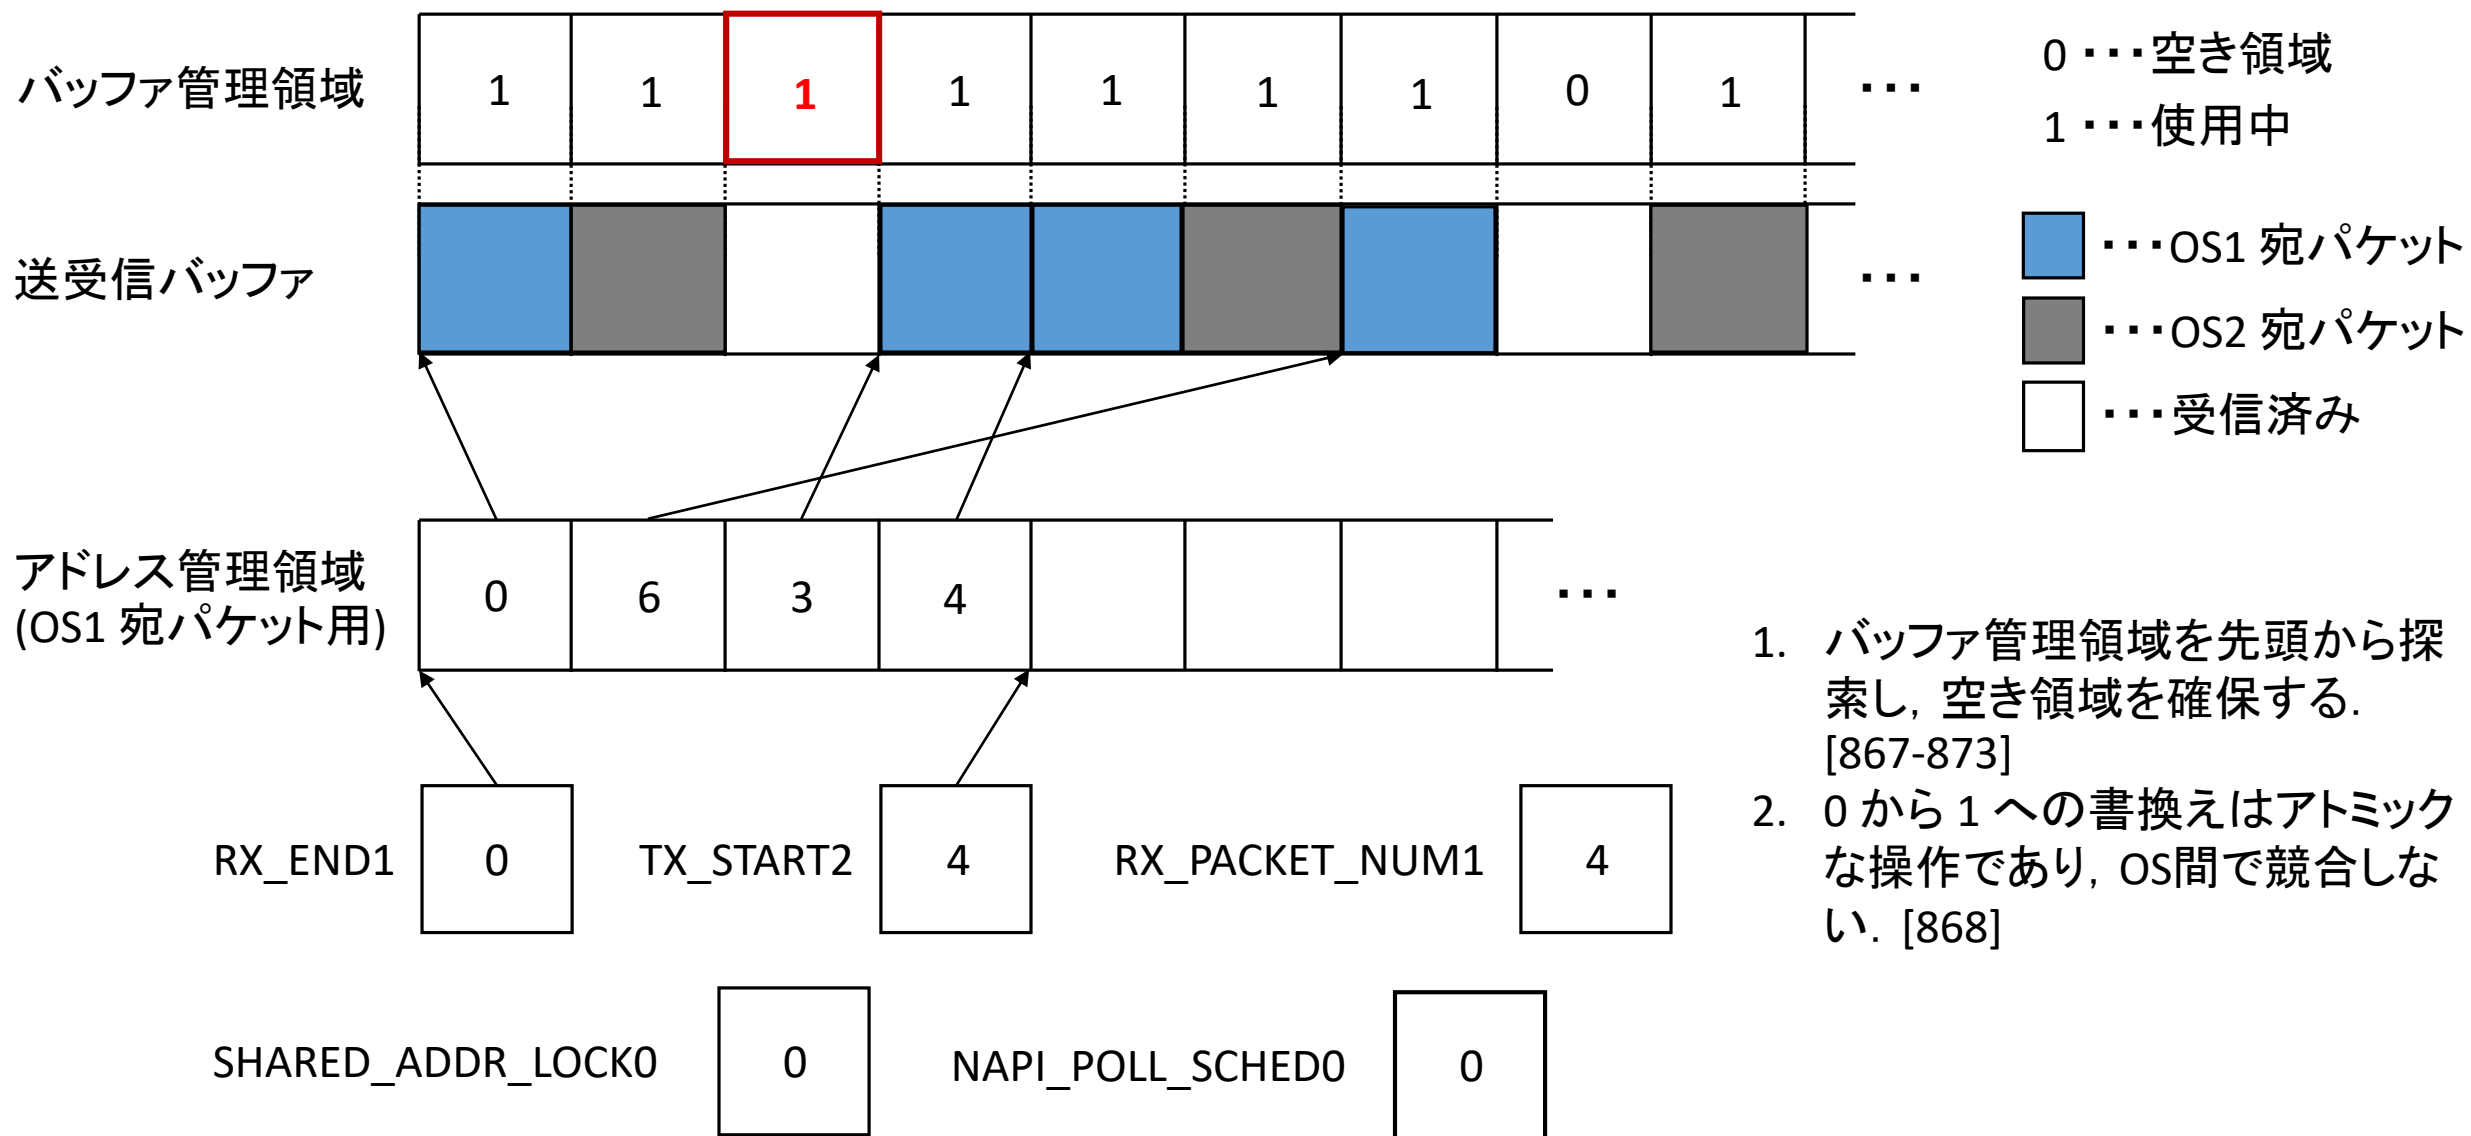 バッファ管理領域 1 1 1 1 1 1 1 0 1 ･･･
0 ･･･空き領域
1 ･･･使用中
送受信バッファ ･･･
･･･OS1 宛パケット
･･･OS2 宛パケット
･･･受信済み
アドレス管理領域
(OS1 宛パケット用)
0 6 3 4 ･･･
1. バッファ管理領域を先頭から探
索し，空き領域を確保する．
[867-873]
2. 0 から 1 への書換えはアトミック
な操作であり，OS間で競合しな
い．[868]
RX_END1 0 TX_START2 4 RX_PACKET_NUM1 4
SHARED_ADDR_LOCK0 0 NAPI_POLL_SCHED0 0